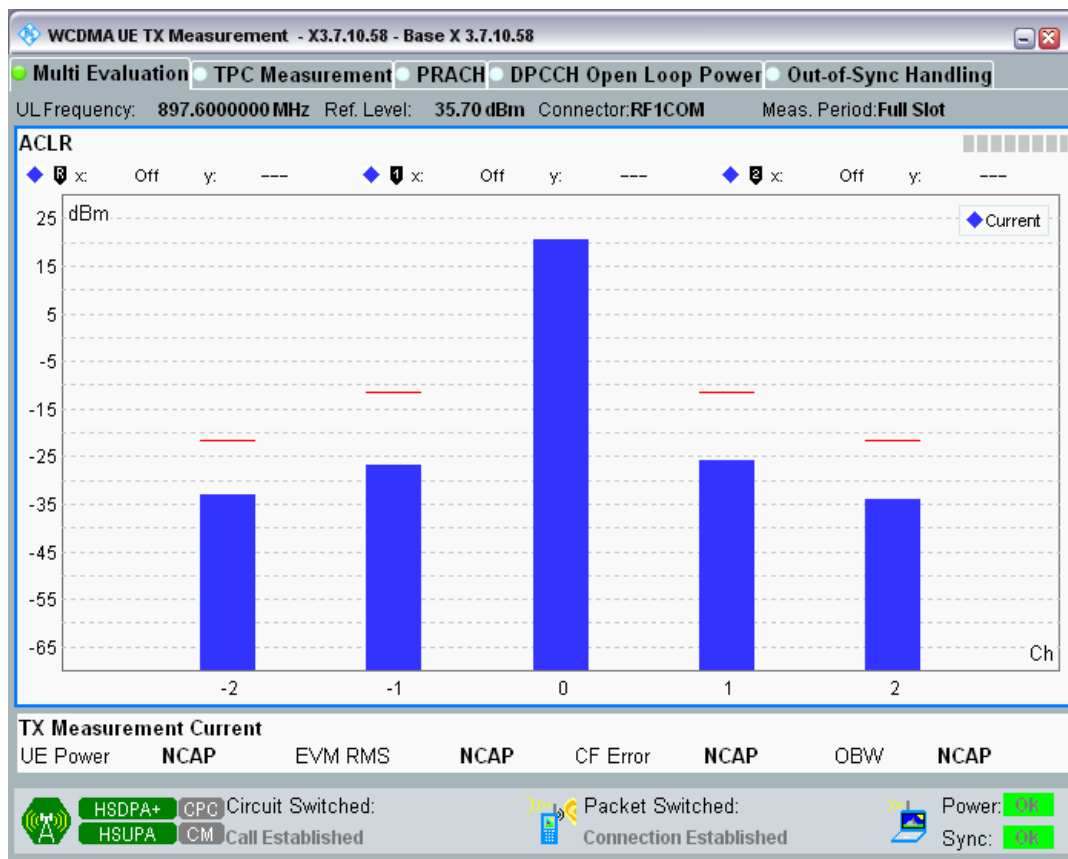 WCDMA UE TX Measurement - X3.7.10.58 - Base X 3.7.10.58
Multi Evaluation TPC Measurement PRACH DPCCH Open Loop Power Out-of-Sync Handling
UL Frequency: 897.6000000 MHz Ref. Level: 35.70 dBm Connector:RF1COM Meas. Period:Full Slot
ACLR
R x: Off y: --- 1 x: Off y: --- 2 x: Off y: ---
dBm
Current
25
15
5
-5
-15
-25
-35
-45
-55
-65
Ch
-2 -1 0 1 2
TX Measurement Current
UE Power NCAP EVM RMS NCAP CF Error NCAP OBW NCAP
HSDPA+ CPC Circuit Switched: Packet Switched: Power: OK
HSUPA CM Call Established Connection Established Sync: OK